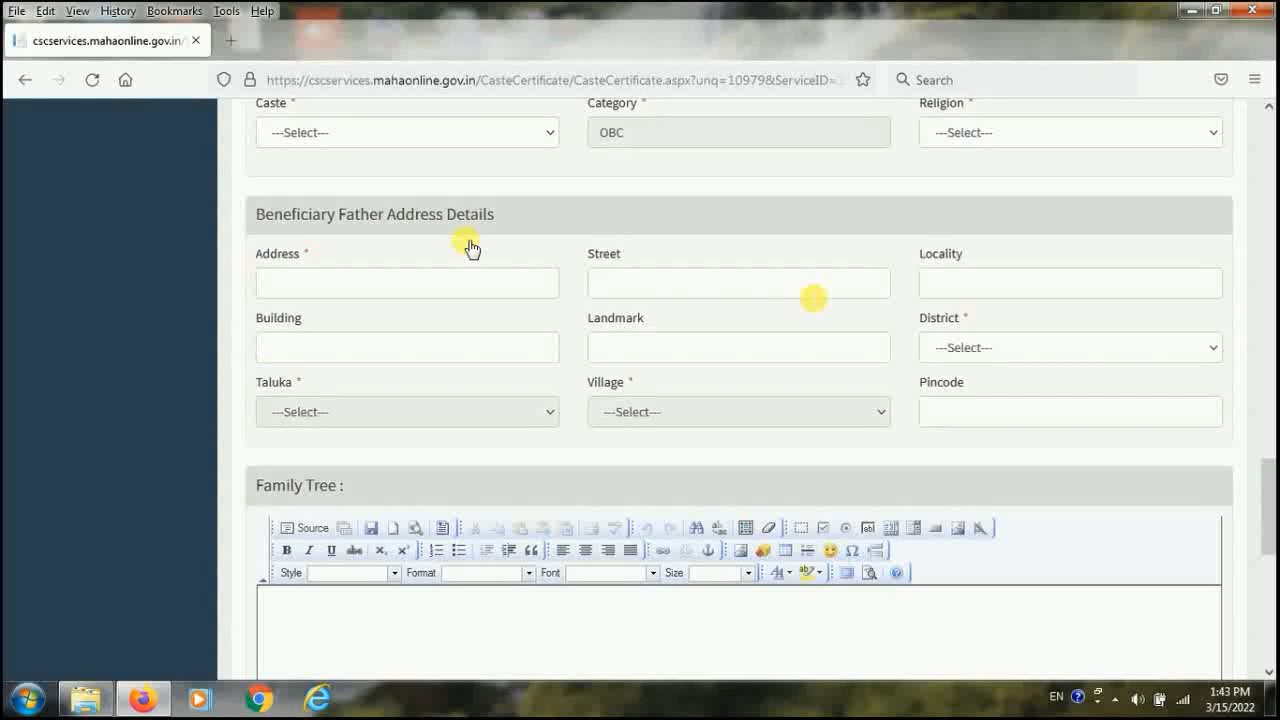 File Edit View History Bookmarks Tools Help
cscservices.mahaonline.gov.in/
https://cscservices.mahaonline.gov.in/CasteCertificate/CasteCertificate.aspx?unq=10979&ServiceID=
Search
Caste * Category * Religion *
---Select--- OBC ---Select---
Beneficiary Father Address Details
Address * Street Locality
Building Landmark District *
---Select---
Taluka * Village * Pincode
---Select--- ---Select---
Family Tree :
Source
B I U abc x₂ x²
Style Format Font Size
EN 1:43 PM
3/15/2022